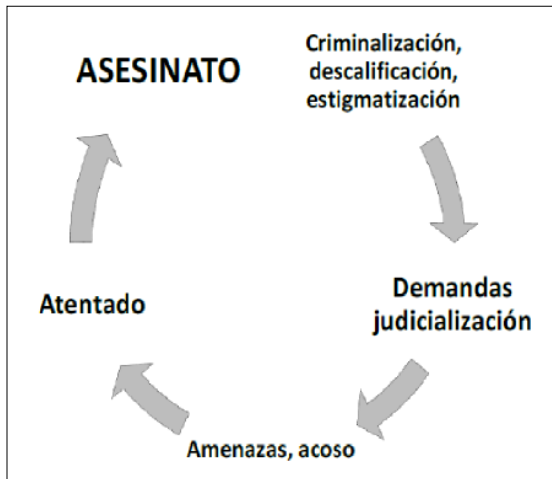 ASESINATO
Criminalización,
descalificación,
estigmatización
Demandas
judicialización
Amenazas, acoso
Atentado